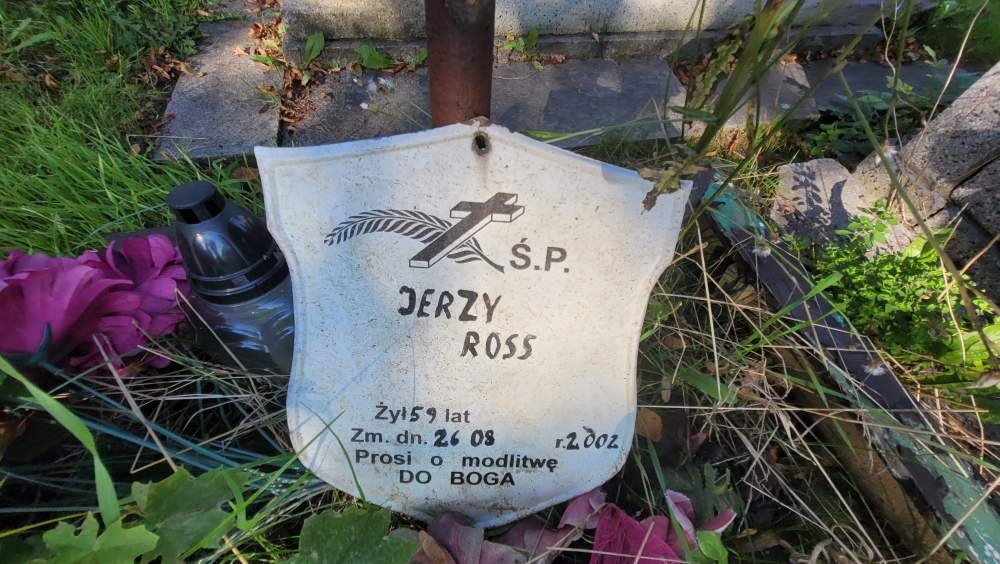 Ś.P.
JERZY
ROSS
Żył 59 lat
Zm. dn. 26 08 r. 2002
Prosi o modlitwę
DO BOGA